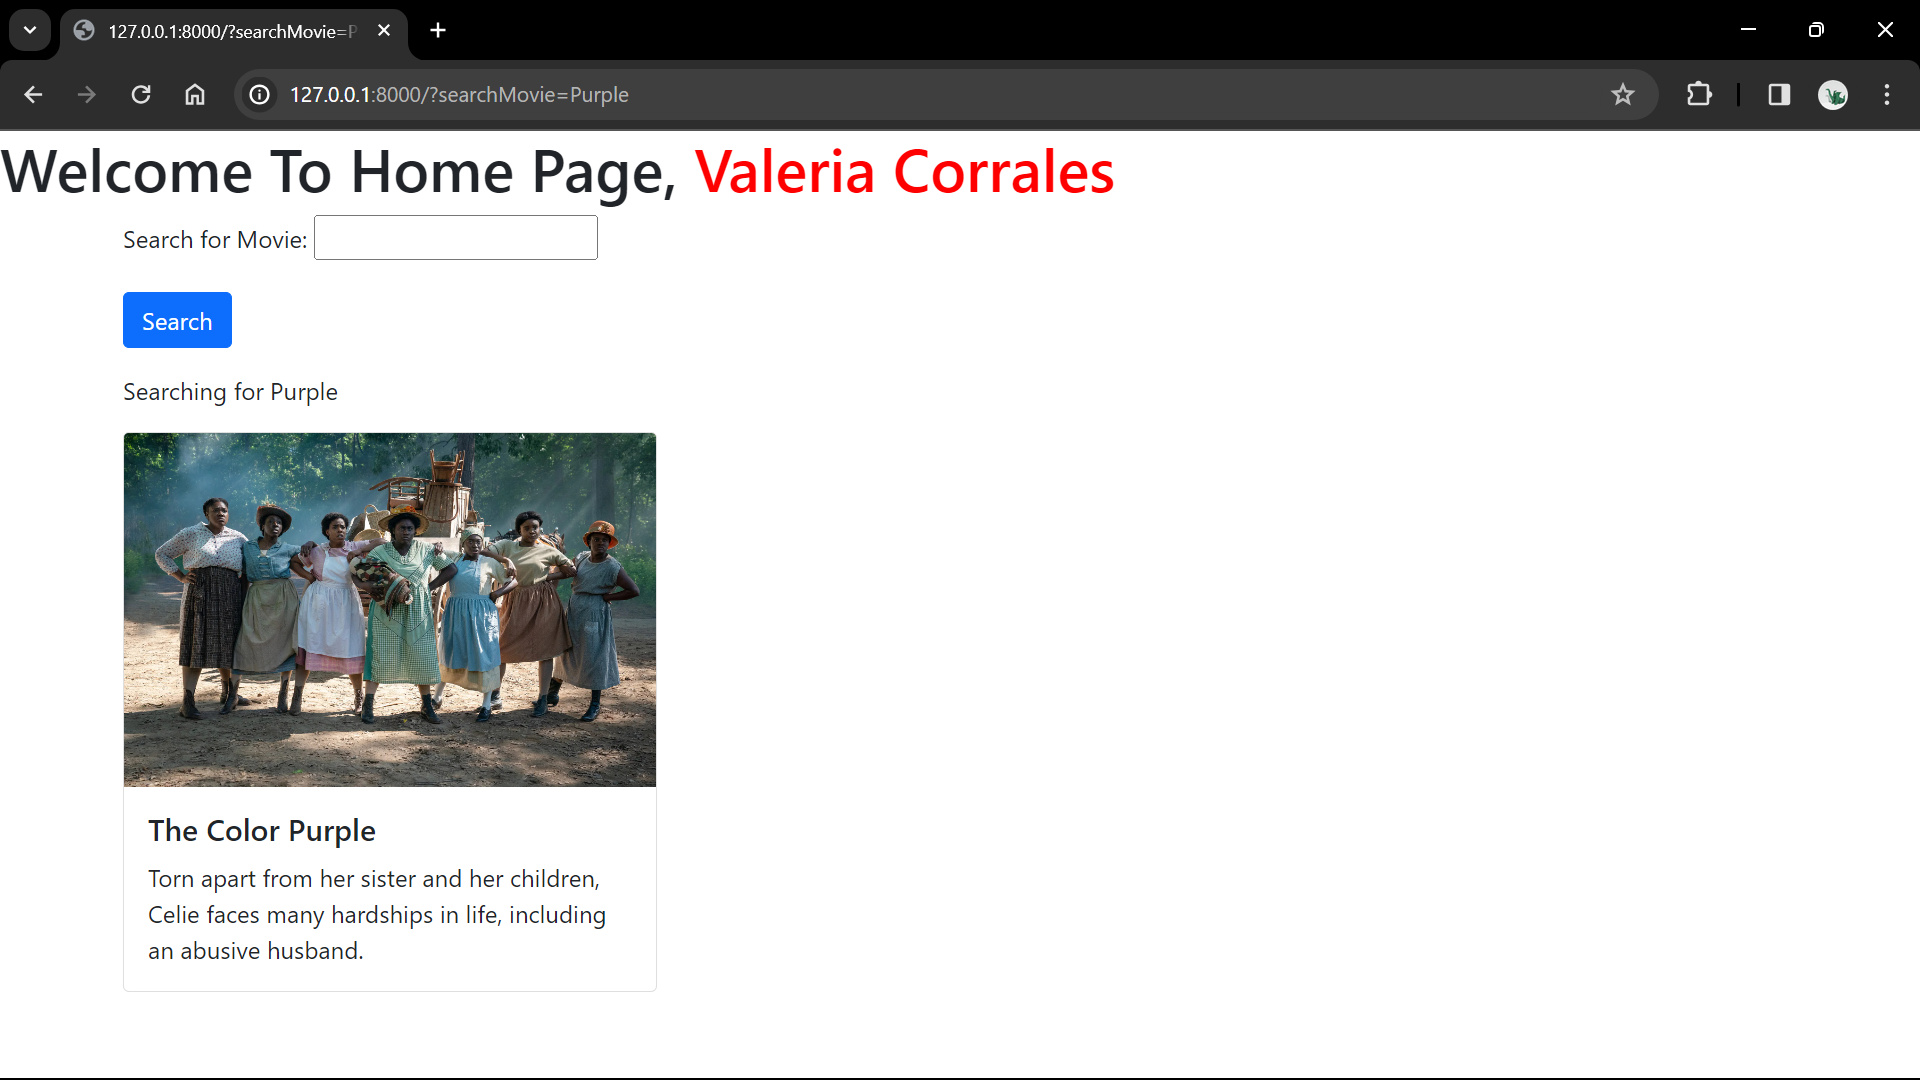 127.0.0.1:8000/?searchMovie=P
127.0.0.1:8000/?searchMovie=Purple
Welcome To Home Page, Valeria Corrales
Search for Movie:
Search
Searching for Purple
The Color Purple
Torn apart from her sister and her children,
Celie faces many hardships in life, including
an abusive husband.